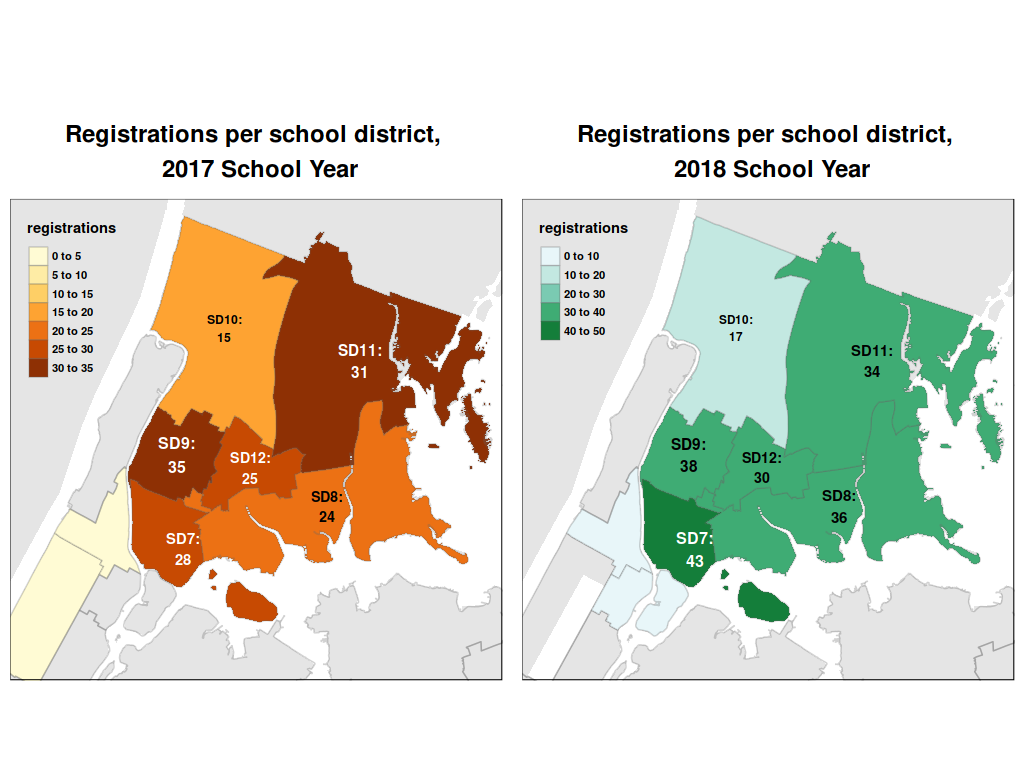 Registrations per school district,
2017 School Year
registrations
0 to 5
5 to 10
10 to 15
15 to 20
20 to 25
25 to 30
30 to 35
SD10:
15
SD11:
31
SD9:
35
SD12:
25
SD8:
24
SD7:
28
Registrations per school district,
2018 School Year
registrations
0 to 10
10 to 20
20 to 30
30 to 40
40 to 50
SD10:
17
SD11:
34
SD9:
38
SD12:
30
SD8:
36
SD7:
43